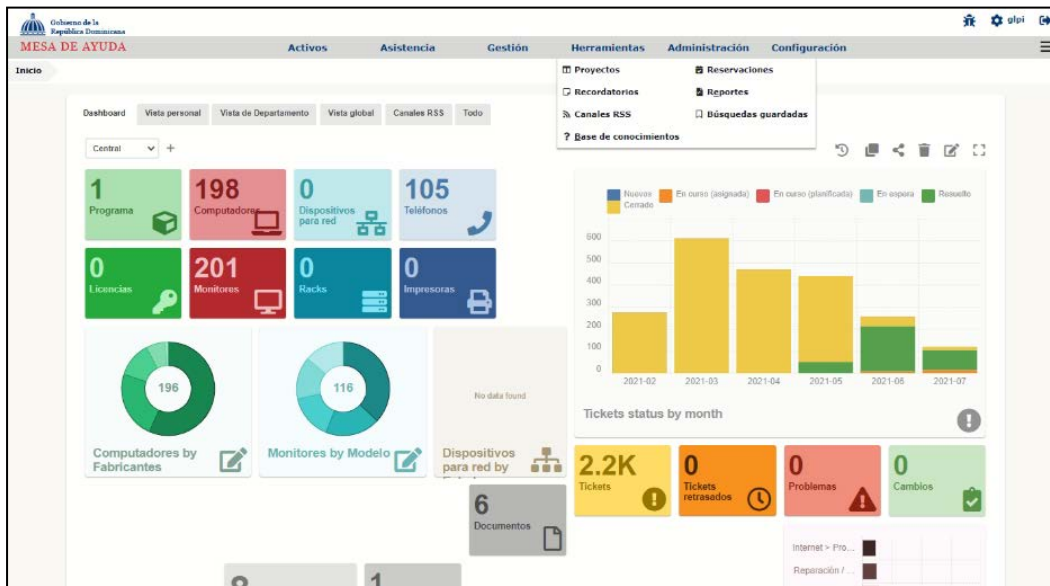 Gobierno de la
República Dominicana
glpi
MESA DE AYUDA
Activos Asistencia Gestión Herramientas Administración Configuración
Inicio
Proyectos Reservaciones
Recordatorios Reportes
Canales RSS Búsquedas guardadas
? Base de conocimientos
Dashboard Vista personal Vista de Departamento Vista global Canales RSS Todo
Central +
1
Programa
198
Computadores
0
Dispositivos
para red
105
Teléfonos
0
Licencias
201
Monitores
0
Racks
0
Impresoras
Nuevos En curso (asignada) En curso (planificada) En espera Resuelto
Cerrado
600
500
400
300
200
100
0
2021-02 2021-03 2021-04 2021-05 2021-06 2021-07
Tickets status by month
196
Computadores by
Fabricantes
116
Monitores by Modelo
No data found
Dispositivos
para red by
2.2K
Tickets
0
Tickets
retrasados
0
Problemas
0
Cambios
6
Documentos
Internet > Pro...
Reparación / ...
8
1